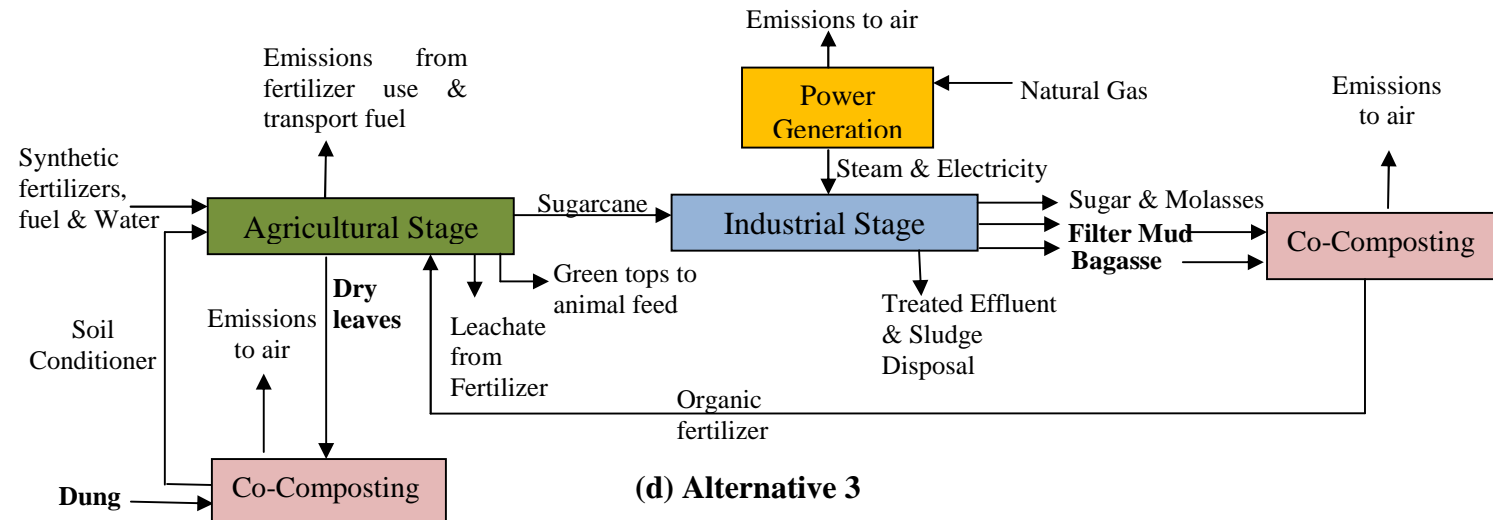 Emissions to air
Emissions from
fertilizer use &
transport fuel
Power
Generation
Natural Gas
Emissions
to air
Synthetic
fertilizers,
fuel & Water
Steam & Electricity
Agricultural Stage
Sugarcane
Industrial Stage
Sugar & Molasses
Filter Mud
Bagasse
Co-Composting
Green tops to
animal feed
Dry
leaves
Soil
Conditioner
Emissions
to air
Leachate
from
Fertilizer
Treated Effluent
& Sludge
Disposal
Organic
fertilizer
Dung
Co-Composting
(d) Alternative 3